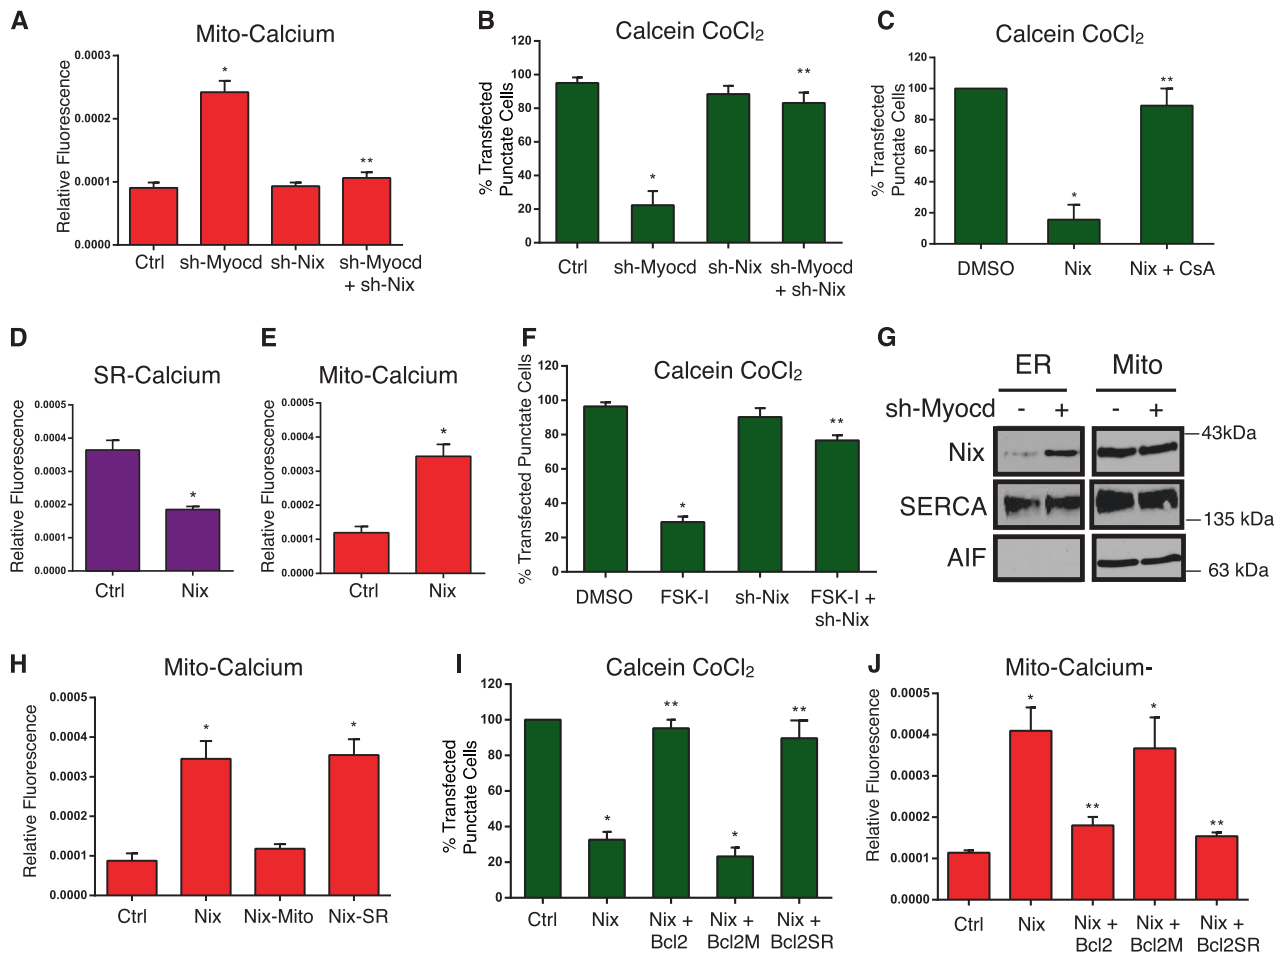 A
Mito-Calcium
Relative Fluorescence
0.0003
0.0002
0.0001
0.0000
*
**
Ctrl sh-Myocd sh-Nix sh-Myocd
+ sh-Nix
B
Calcein CoCl2
% Transfected
Punctate Cells
120
100
80
60
40
20
0
*
**
Ctrl sh-Myocd sh-Nix sh-Myocd
+ sh-Nix
C
Calcein CoCl2
% Transfected
Punctate Cells
120
100
80
60
40
20
0
*
**
DMSO Nix Nix + CsA
D
SR-Calcium
Relative Fluorescence
0.0005
0.0004
0.0003
0.0002
0.0001
0.0000
*
Ctrl Nix
E
Mito-Calcium
Relative Fluorescence
0.0005
0.0004
0.0003
0.0002
0.0001
0.0000
*
Ctrl Nix
F
Calcein CoCl2
% Transfected Punctate Cells
120
100
80
60
40
20
0
*
**
DMSO FSK-I sh-Nix FSK-I +
sh-Nix
G
ER Mito
sh-Myocd - + - +
Nix 43kDa
SERCA 135 kDa
AIF 63 kDa
H
Mito-Calcium
Relative Fluorescence
0.0005
0.0004
0.0003
0.0002
0.0001
0.0000
*
*
Ctrl Nix Nix-Mito Nix-SR
I
Calcein CoCl2
% Transfected
Punctate Cells
120
100
80
60
40
20
0
*
**
*
**
Ctrl Nix Nix + Nix + Nix +
Bcl2 Bcl2M Bcl2SR
J
Mito-Calcium-
Relative Fluorescence
0.0005
0.0004
0.0003
0.0002
0.0001
0.0000
*
**
*
**
Ctrl Nix Nix + Nix + Nix +
Bcl2 Bcl2M Bcl2SR